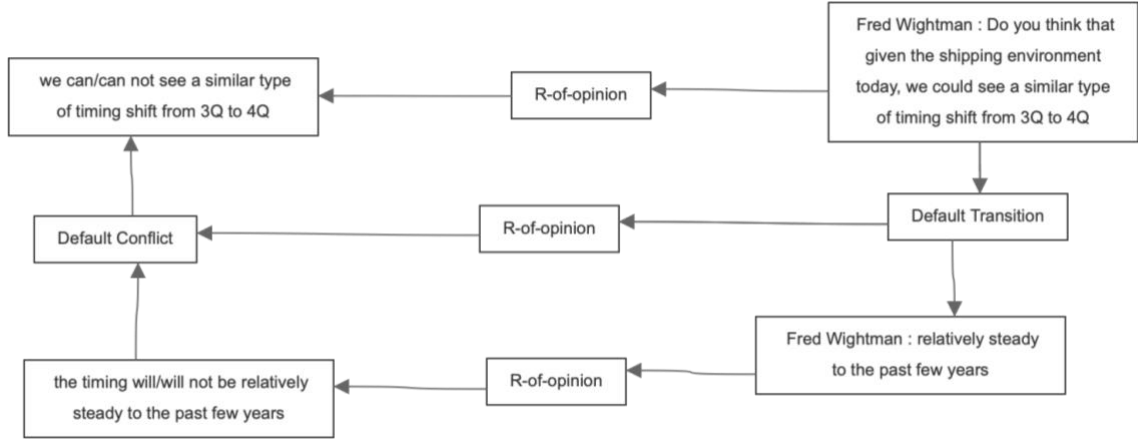 Fred Wightman : Do you think that
given the shipping environment
today, we could see a similar type
of timing shift from 3Q to 4Q
R-of-opinion
we can/can not see a similar type
of timing shift from 3Q to 4Q
Default Transition
R-of-opinion
Default Conflict
Fred Wightman : relatively steady
to the past few years
R-of-opinion
the timing will/will not be relatively
steady to the past few years